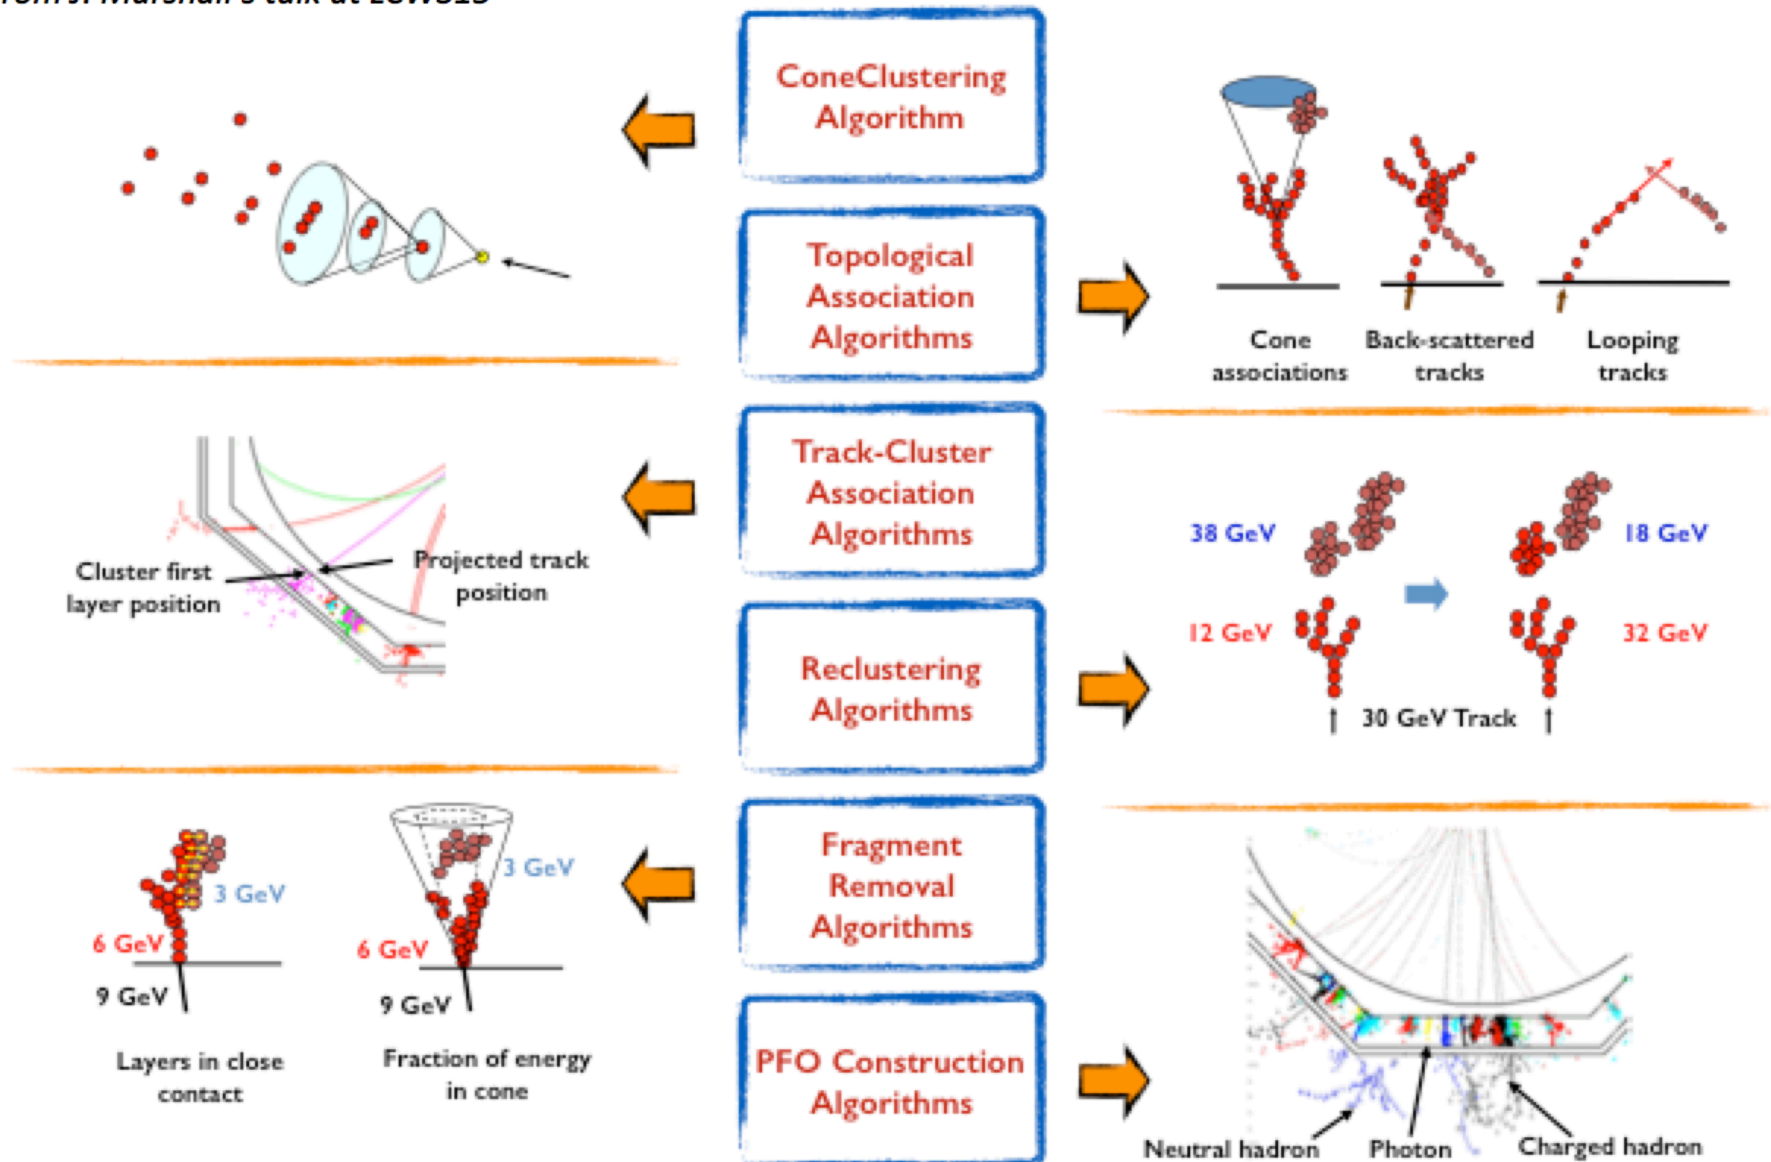 talk at LCWS13
ConeClustering
Algorithm
Topological
Association
Algorithms
Cone
associations
Back-scattered
tracks
Looping
tracks
Track-Cluster
Association
Algorithms
Cluster first
layer position
Projected track
position
Reclustering
Algorithms
38 GeV
18 GeV
12 GeV
32 GeV
30 GeV Track
Fragment
Removal
Algorithms
3 GeV
6 GeV
9 GeV
Layers in close
contact
3 GeV
6 GeV
9 GeV
Fraction of energy
in cone
PFO Construction
Algorithms
Neutral hadron
Photon
Charged hadron